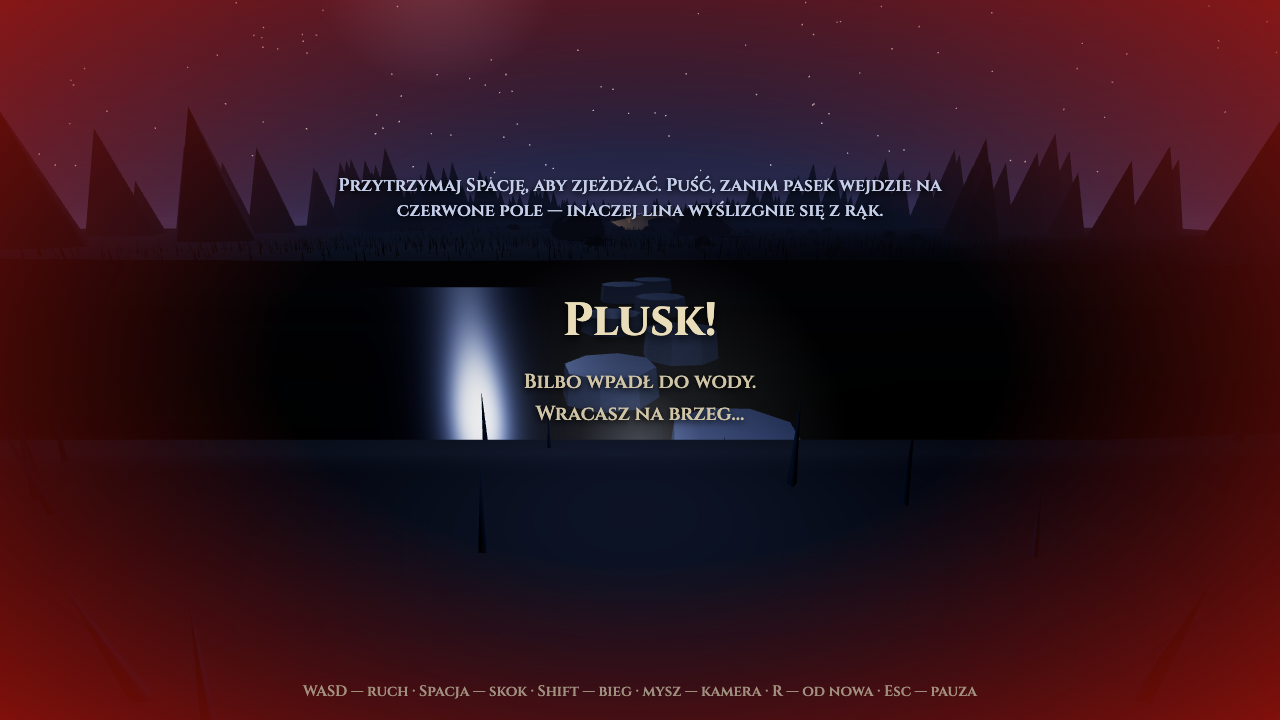 Przytrzymaj Spację, aby zjeżdżać. Puść, zanim pasek wejdzie na
czerwone pole — inaczej lina wyślizgnie się z rąk.
Plusk!
Bilbo wpadł do wody.
Wracasz na brzeg...
WASD — ruch · Spacja — skok · Shift — bieg · mysz — kamera · R — od nowa · Esc — pauza